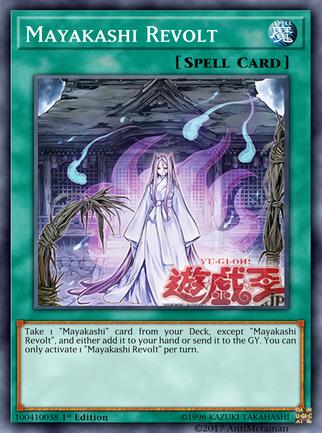 Mayakashi Revolt
[Spell Card]
YU-GI-OH!
遊戯王
JP
Take 1 "Mayakashi" card from your Deck, except "Mayakashi
Revolt", and either add it to your hand or send it to the GY. You can
only activate 1 "Mayakashi Revolt" per turn.
100410038 1st Edition
©1996 KAZUKI TAKAHASHI
©2017 AntiMetaman